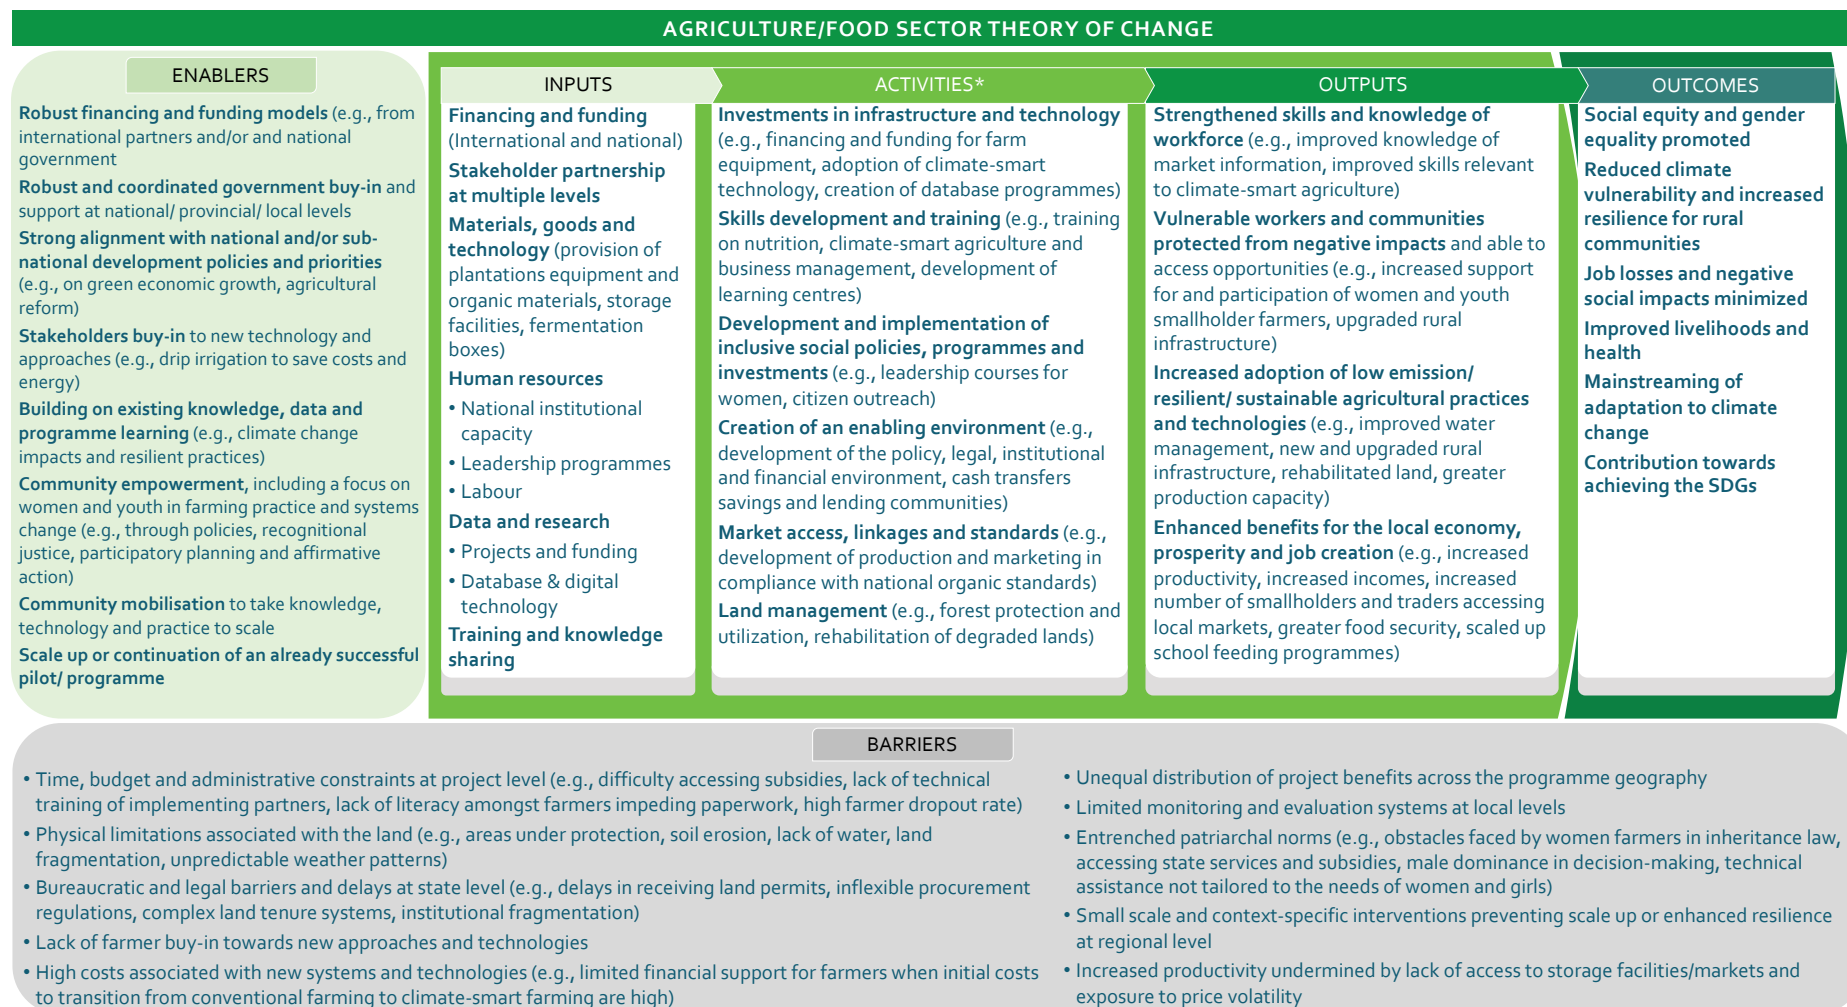 AGRICULTURE/FOOD SECTOR THEORY OF CHANGE
ENABLERS
Robust financing and funding models (e.g., from
international partners and/or and national
government
Robust and coordinated government buy-in and
support at national/ provincial/ local levels
Strong alignment with national and/or sub-
national development policies and priorities
(e.g., on green economic growth, agricultural
reform)
Stakeholders buy-in to new technology and
approaches (e.g., drip irrigation to save costs and
energy)
Building on existing knowledge, data and
programme learning (e.g., climate change
impacts and resilient practices)
Community empowerment, including a focus on
women and youth in farming practice and systems
change (e.g., through policies, recognitional
justice, participatory planning and affirmative
action)
Community mobilisation to take knowledge,
technology and practice to scale
Scale up or continuation of an already successful
pilot/ programme
INPUTS
Financing and funding
(International and national)
Stakeholder partnership
at multiple levels
Materials, goods and
technology (provision of
plantations equipment and
organic materials, storage
facilities, fermentation
boxes)
Human resources
• National institutional
capacity
• Leadership programmes
• Labour
Data and research
• Projects and funding
• Database & digital
technology
Training and knowledge
sharing
ACTIVITIES*
Investments in infrastructure and technology
(e.g., financing and funding for farm
equipment, adoption of climate-smart
technology, creation of database programmes)
Skills development and training (e.g., training
on nutrition, climate-smart agriculture and
business management, development of
learning centres)
Development and implementation of
inclusive social policies, programmes and
investments (e.g., leadership courses for
women, citizen outreach)
Creation of an enabling environment (e.g.,
development of the policy, legal, institutional
and financial environment, cash transfers
savings and lending communities)
Market access, linkages and standards (e.g.,
development of production and marketing in
compliance with national organic standards)
Land management (e.g., forest protection and
utilization, rehabilitation of degraded lands)
OUTPUTS
Strengthened skills and knowledge of
workforce (e.g., improved knowledge of
market information, improved skills relevant
to climate-smart agriculture)
Vulnerable workers and communities
protected from negative impacts and able to
access opportunities (e.g., increased support
for and participation of women and youth
smallholder farmers, upgraded rural
infrastructure)
Increased adoption of low emission/
resilient/ sustainable agricultural practices
and technologies (e.g., improved water
management, new and upgraded rural
infrastructure, rehabilitated land, greater
production capacity)
Enhanced benefits for the local economy,
prosperity and job creation (e.g., increased
productivity, increased incomes, increased
number of smallholders and traders accessing
local markets, greater food security, scaled up
school feeding programmes)
OUTCOMES
Social equity and gender
equality promoted
Reduced climate
vulnerability and increased
resilience for rural
communities
Job losses and negative
social impacts minimized
Improved livelihoods and
health
Mainstreaming of
adaptation to climate
change
Contribution towards
achieving the SDGs
BARRIERS
• Time, budget and administrative constraints at project level (e.g., difficulty accessing subsidies, lack of technical
training of implementing partners, lack of literacy amongst farmers impeding paperwork, high farmer dropout rate)
• Physical limitations associated with the land (e.g., areas under protection, soil erosion, lack of water, land
fragmentation, unpredictable weather patterns)
• Bureaucratic and legal barriers and delays at state level (e.g., delays in receiving land permits, inflexible procurement
regulations, complex land tenure systems, institutional fragmentation)
• Lack of farmer buy-in towards new approaches and technologies
• High costs associated with new systems and technologies (e.g., limited financial support for farmers when initial costs
to transition from conventional farming to climate-smart farming are high)
• Unequal distribution of project benefits across the programme geography
• Limited monitoring and evaluation systems at local levels
• Entrenched patriarchal norms (e.g., obstacles faced by women farmers in inheritance law,
accessing state services and subsidies, male dominance in decision-making, technical
assistance not tailored to the needs of women and girls)
• Small scale and context-specific interventions preventing scale up or enhanced resilience
at regional level
• Increased productivity undermined by lack of access to storage facilities/markets and
exposure to price volatility